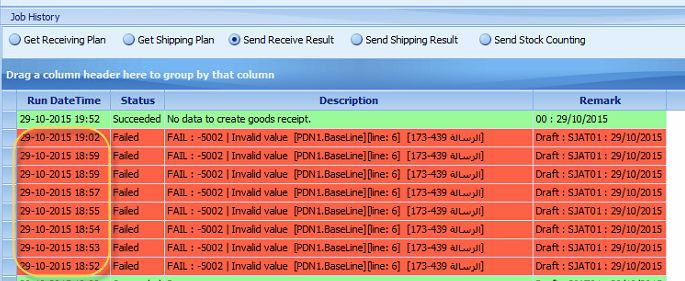 Job History
Get Receiving Plan Get Shipping Plan Send Receive Result Send Shipping Result Send Stock Counting
Drag a column header here to group by that column
Run DateTime Status Description Remark
29-10-2015 19:52 Succeeded No data to create goods receipt. 00 : 29/10/2015
29-10-2015 19:02 Failed FAIL : -5002 | Invalid value [PDN1.BaseLine][line: 6] [173-439 الرسالة] Draft : SJAT01 : 29/10/2015
29-10-2015 18:59 Failed FAIL : -5002 | Invalid value [PDN1.BaseLine][line: 6] [173-439 الرسالة] Draft : SJAT01 : 29/10/2015
29-10-2015 18:59 Failed FAIL : -5002 | Invalid value [PDN1.BaseLine][line: 6] [173-439 الرسالة] Draft : SJAT01 : 29/10/2015
29-10-2015 18:57 Failed FAIL : -5002 | Invalid value [PDN1.BaseLine][line: 6] [173-439 الرسالة] Draft : SJAT01 : 29/10/2015
29-10-2015 18:55 Failed FAIL : -5002 | Invalid value [PDN1.BaseLine][line: 6] [173-439 الرسالة] Draft : SJAT01 : 29/10/2015
29-10-2015 18:54 Failed FAIL : -5002 | Invalid value [PDN1.BaseLine][line: 6] [173-439 الرسالة] Draft : SJAT01 : 29/10/2015
29-10-2015 18:53 Failed FAIL : -5002 | Invalid value [PDN1.BaseLine][line: 6] [173-439 الرسالة] Draft : SJAT01 : 29/10/2015
29-10-2015 18:52 Failed FAIL : -5002 | Invalid value [PDN1.BaseLine][line: 6] [173-439 الرسالة] Draft : SJAT01 : 29/10/2015